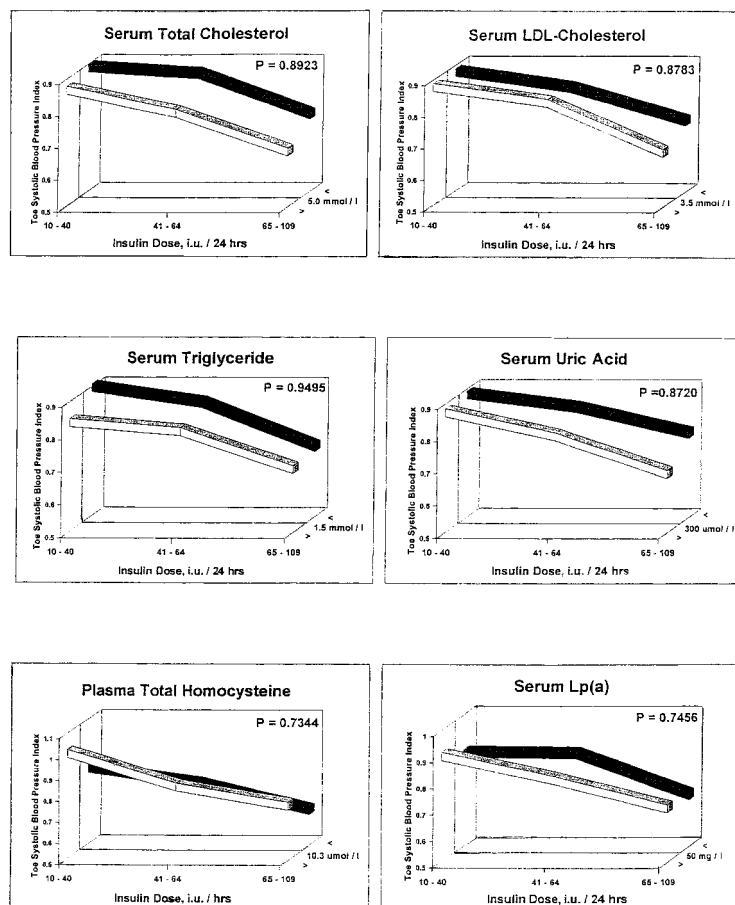 Serum Total Cholesterol
P = 0.8923
Toe Systolic Blood Pressure Index
0.9
0.8
0.7
0.6
0.5
<
5.0 mmol / l
>
10 - 40
41 - 64
65 - 109
Insulin Dose, i.u. / 24 hrs
Serum LDL-Cholesterol
P = 0.8783
Toe Systolic Blood Pressure Index
0.9
0.8
0.7
0.6
0.5
<
3.5 mmol / l
>
10 - 40
41 - 64
65 - 109
Insulin Dose, i.u. / 24 hrs
Serum Triglyceride
P = 0.9495
Toe Systolic Blood Pressure Index
0.9
0.8
0.7
0.6
0.5
<
1.5 mmol / l
>
10 - 40
41 - 64
65 - 109
Insulin Dose, i.u. / 24 hrs
Serum Uric Acid
P =0.8720
Toe Systolic Blood Pressure Index
0.9
0.8
0.7
0.6
0.5
<
300 umol / l
>
10 - 40
41 - 64
65 - 109
Insulin Dose, i.u. / 24 hrs
Plasma Total Homocysteine
P = 0.7344
Toe Systolic Blood Pressure Index
1.1
1
0.9
0.8
0.7
0.6
0.5
<
10.3 umol / l
>
10 - 40
41 - 64
65 - 109
Insulin Dose, i.u. / hrs
Serum Lp(a)
P = 0.7456
Toe Systolic Blood Pressure Index
1
0.9
0.8
0.7
0.6
0.5
<
50 mg / l
>
10 - 40
41 - 64
65 - 109
Insulin Dose, i.u. / 24 hrs